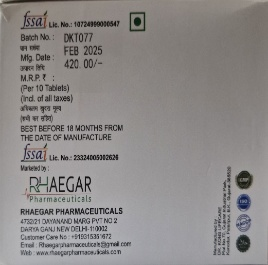 fssai Lic. No.: 10724999000547
Batch No. : DKT077
FEB 2025
Mfg. Date :
420.00/-
M.R.P. ₹ :
(Per 10 Tablets)
(Incl. of all taxes)
BEST BEFORE 18 MONTHS FROM
THE DATE OF MANUFACTURE
fssai Lic. No.: 23324005002626
Marketed by :
RHAEGAR
Pharmaceuticals
RHAEGAR PHARMACEUTICALS
4732/21 DAYANAND MARG PVT NO 2
DARYA GANJ NEW DELHI-110002
Customer Care No : +919315351672
Email : Rhaegarpharmaceuticals@gmail.com
Web : www.rhaegarpharmaceuticals.com